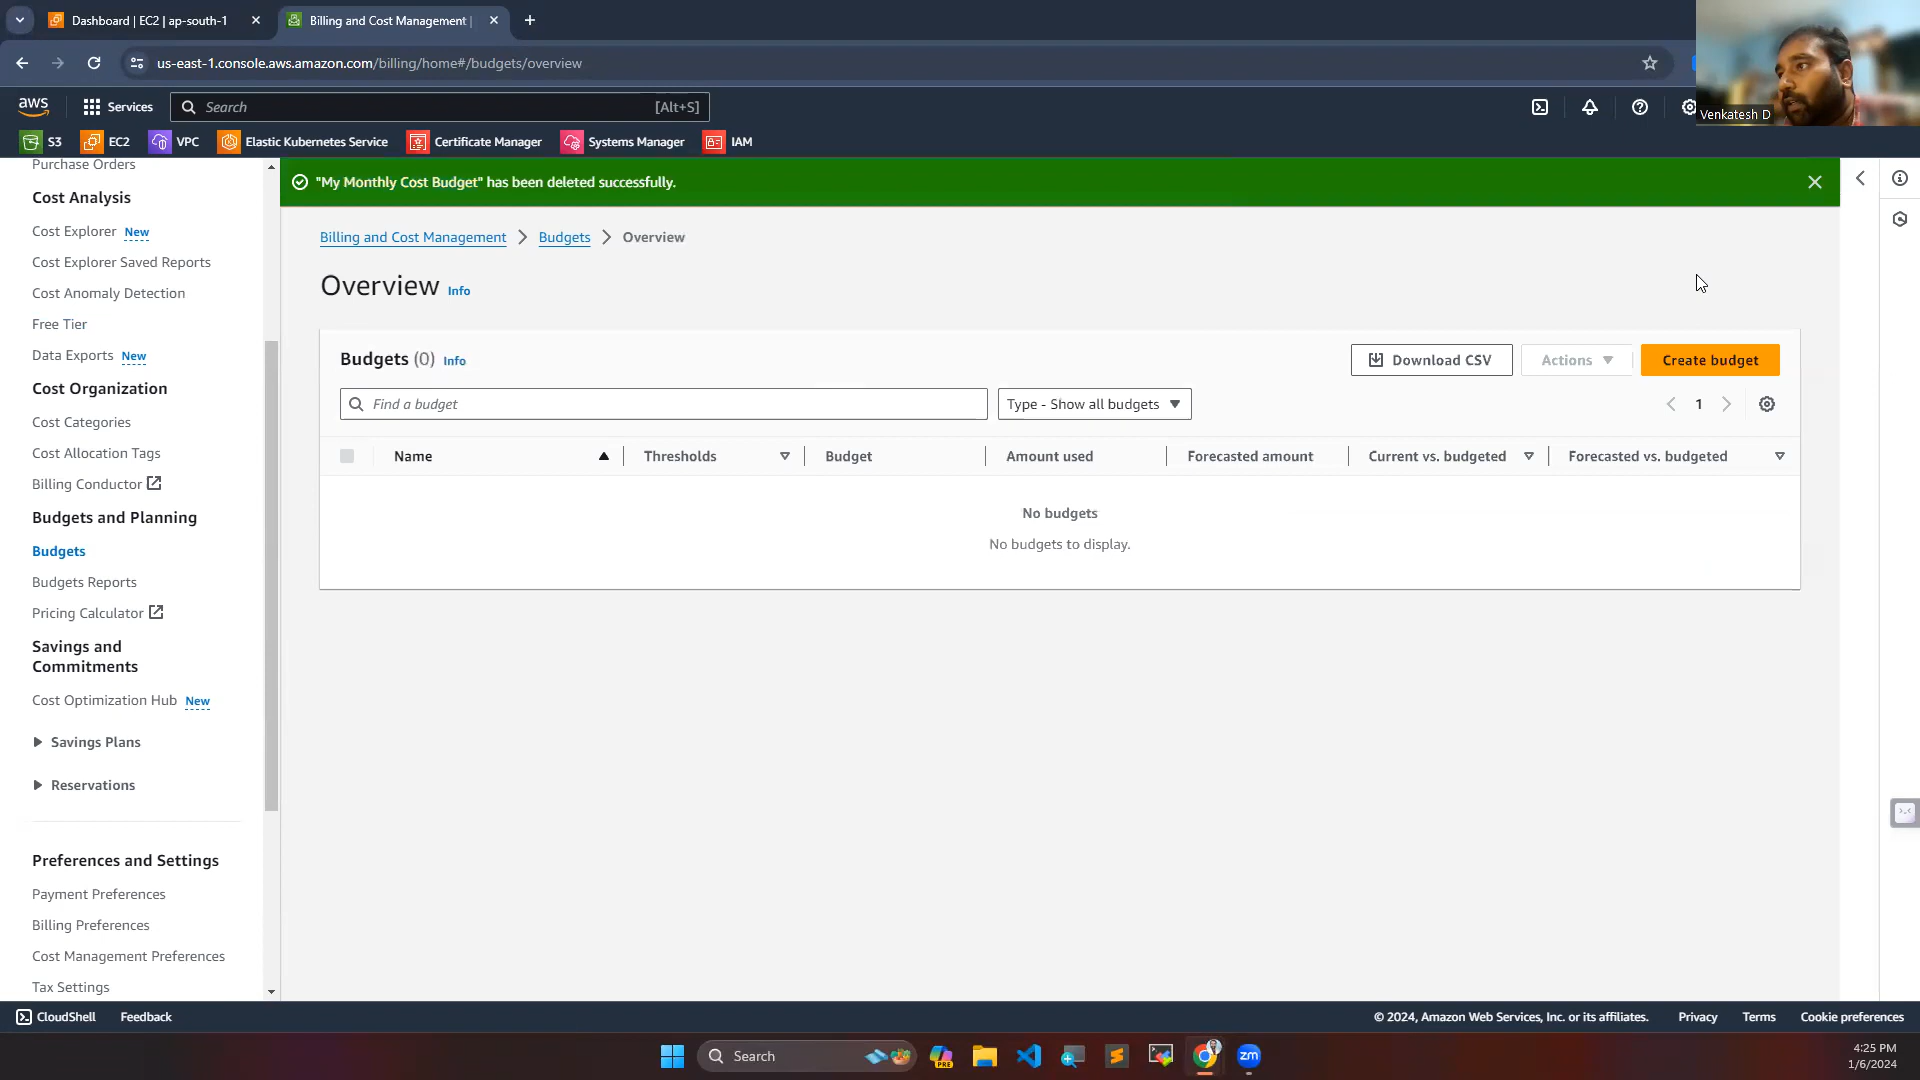 Dashboard | EC2 | ap-south-1
Billing and Cost Management |
us-east-1.console.aws.amazon.com/billing/home#/budgets/overview
aws
Services
Search
[Alt+S]
Venkatesh D
S3
EC2
VPC
Elastic Kubernetes Service
Certificate Manager
Systems Manager
IAM
Purchase Orders
Cost Analysis
Cost Explorer New
Cost Explorer Saved Reports
Cost Anomaly Detection
Free Tier
Data Exports New
Cost Organization
Cost Categories
Cost Allocation Tags
Billing Conductor
Budgets and Planning
Budgets
Budgets Reports
Pricing Calculator
Savings and
Commitments
Cost Optimization Hub New
Savings Plans
Reservations
Preferences and Settings
Payment Preferences
Billing Preferences
Cost Management Preferences
Tax Settings
"My Monthly Cost Budget" has been deleted successfully.
Billing and Cost Management > Budgets > Overview
Overview Info
Budgets (0) Info
Download CSV
Actions
Create budget
Find a budget
Type - Show all budgets
1
Name
Thresholds
Budget
Amount used
Forecasted amount
Current vs. budgeted
Forecasted vs. budgeted
No budgets
No budgets to display.
CloudShell
Feedback
© 2024, Amazon Web Services, Inc. or its affiliates.
Privacy
Terms
Cookie preferences
Search
PRE
zm
4:25 PM
1/6/2024